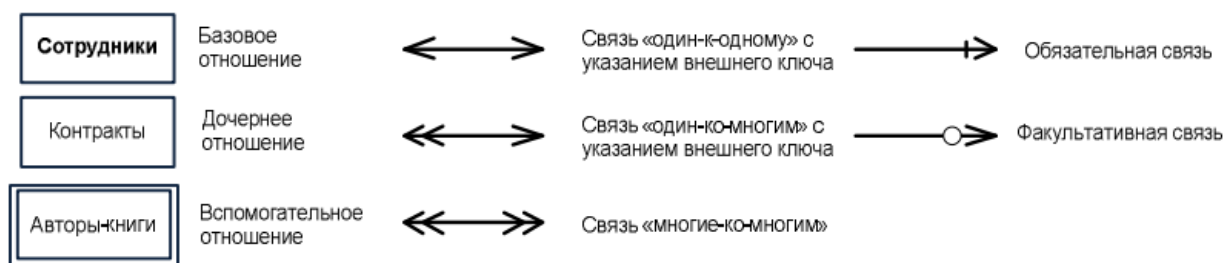 Сотрудники
Базовое
отношение
Связь «один-к-одному» с
указанием внешнего ключа
Обязательная связь
Контракты
Дочернее
отношение
Связь «один-ко-многим» с
указанием внешнего ключа
Факультативная связь
Авторы-книги
Вспомогательное
отношение
Связь «многие-ко-многим»